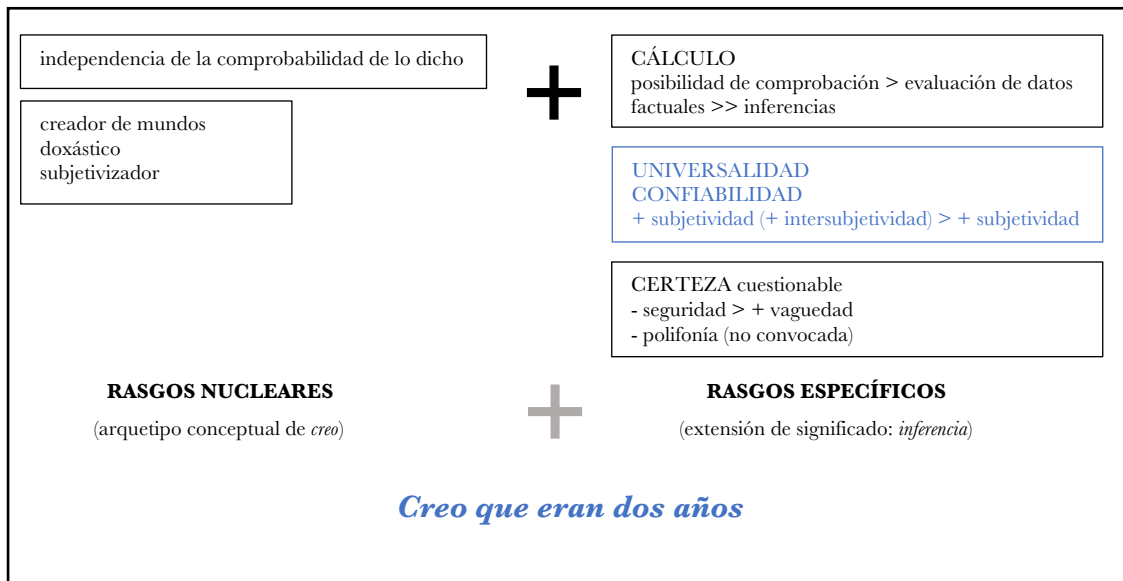 independencia de la comprobabilidad de lo dicho
creador de mundos
doxástico
subjetivizador
+
CÁLCULO
posibilidad de comprobación > evaluación de datos
factuales >> inferencias
UNIVERSALIDAD
CONFIABILIDAD
+ subjetividad (+ intersubjetividad) > + subjetividad
CERTEZA cuestionable
- seguridad > + vaguedad
- polifonía (no convocada)
RASGOS NUCLEARES
(arquetipo conceptual de creo)
+
RASGOS ESPECÍFICOS
(extensión de significado: inferencia)
Creo que eran dos años